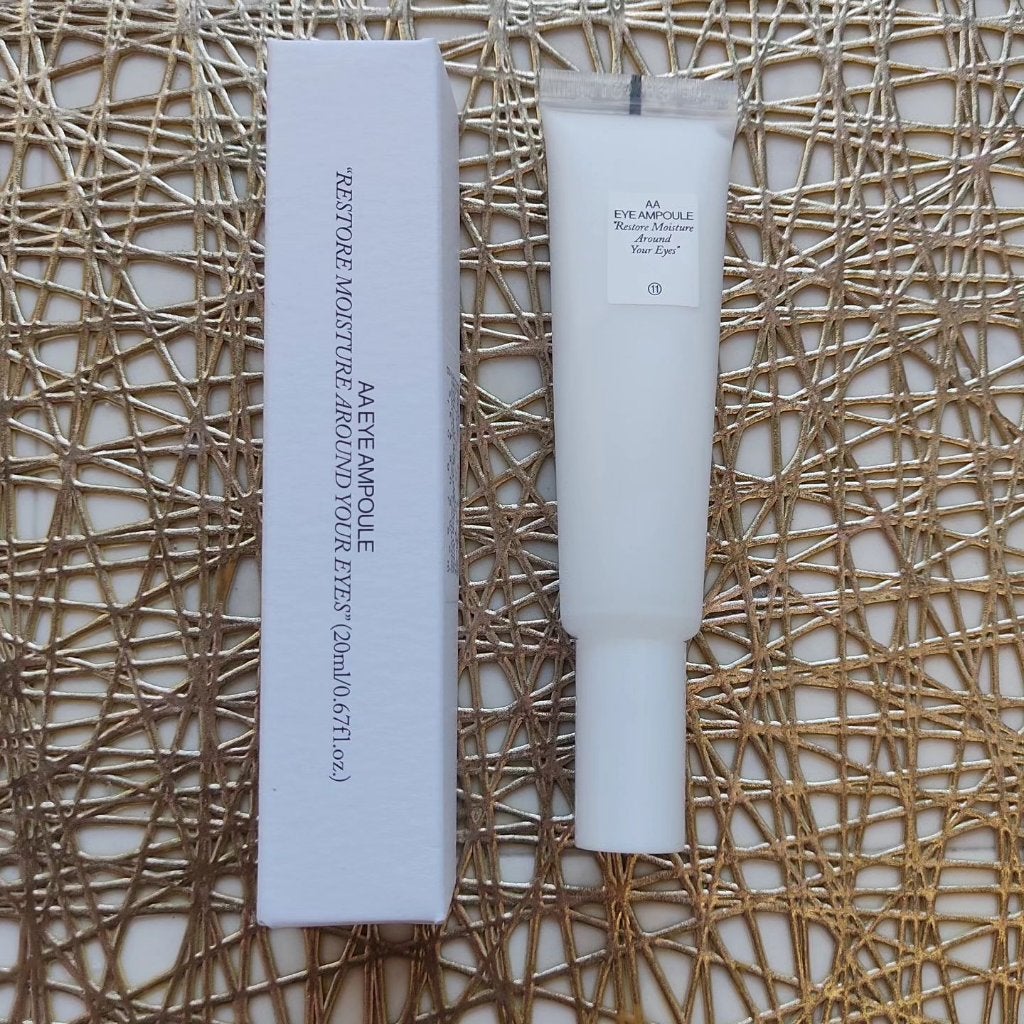 AA EYE AMPOULE
"RESTORE MOISTURE AROUND YOUR EYES" (20ml/0.67fl.oz.)
AA
EYE AMPOULE
"Restore Moisture
Around
Your Eyes"
11